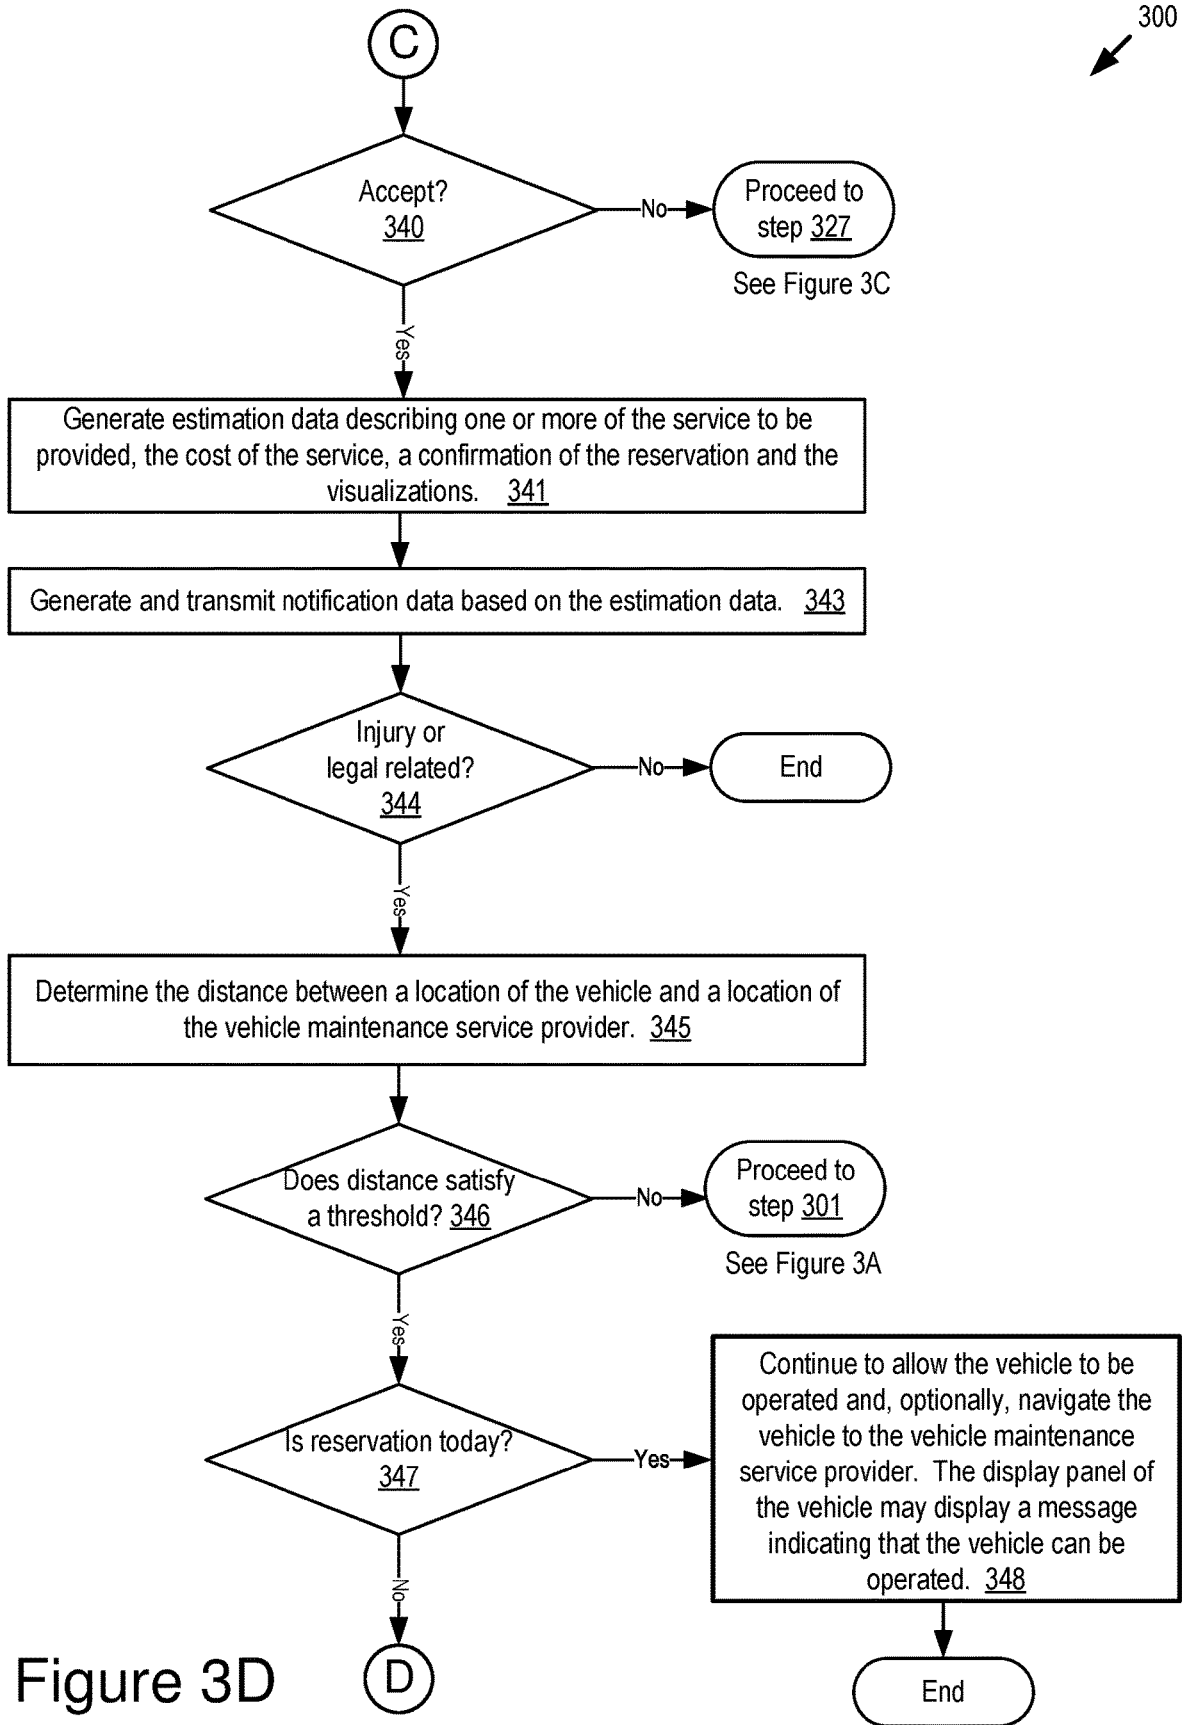 300
C
Accept?
340
No
Proceed to
step 327
See Figure 3C
Yes
Generate estimation data describing one or more of the service to be
provided, the cost of the service, a confirmation of the reservation and the
visualizations. 341
Generate and transmit notification data based on the estimation data. 343
Injury or
legal related?
344
No
End
Yes
Determine the distance between a location of the vehicle and a location of
the vehicle maintenance service provider. 345
Does distance satisfy
a threshold? 346
No
Proceed to
step 301
See Figure 3A
Yes
Is reservation today?
347
Yes
Continue to allow the vehicle to be
operated and, optionally, navigate the
vehicle to the vehicle maintenance
service provider. The display panel of
the vehicle may display a message
indicating that the vehicle can be
operated. 348
No
D
End
Figure 3D